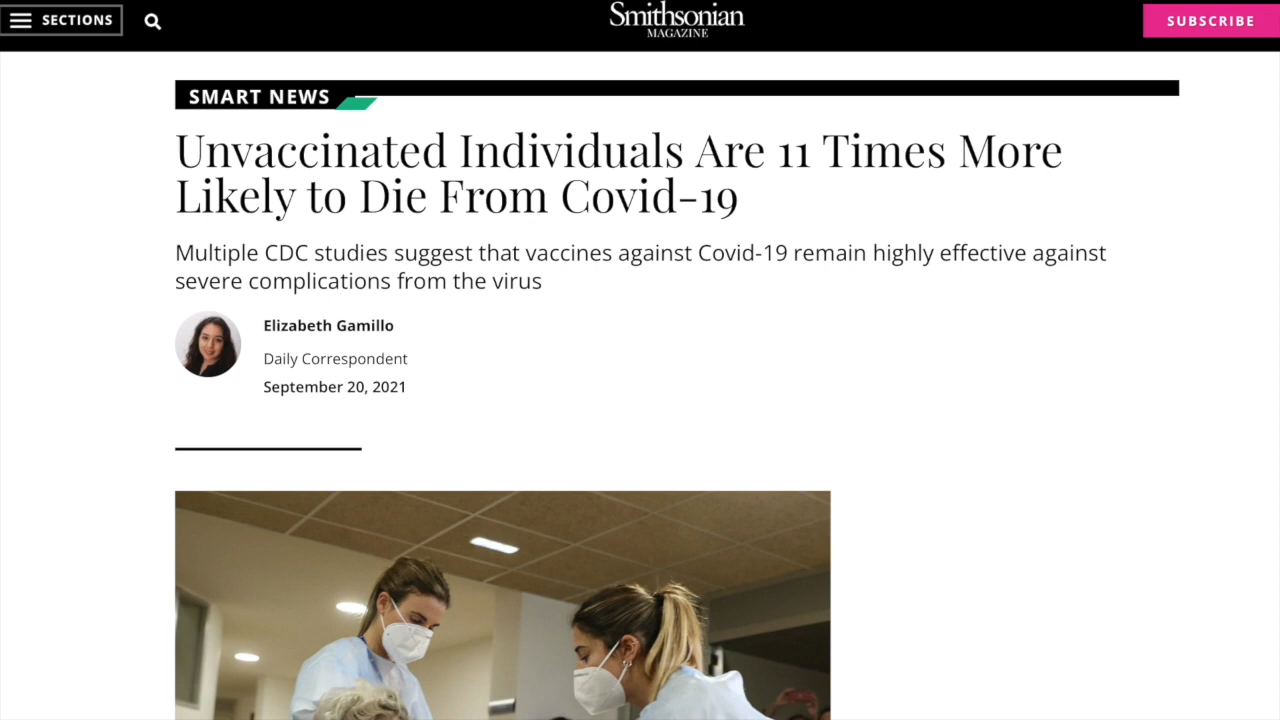 SECTIONS
Smithsonian
MAGAZINE
SUBSCRIBE
SMART NEWS
Unvaccinated Individuals Are 11 Times More
Likely to Die From Covid-19
Multiple CDC studies suggest that vaccines against Covid-19 remain highly effective against
severe complications from the virus
Elizabeth Gamillo
Daily Correspondent
September 20, 2021